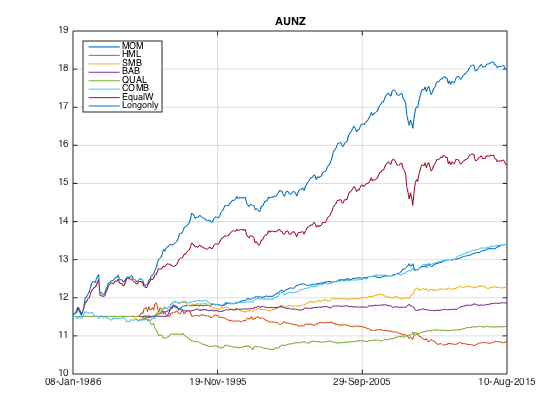 AUNZ
19
18
17
16
15
14
13
12
11
10
MOM
HML
SMB
BAB
QUAL
COMB
EqualW
Longonly
08-Jan-1986 19-Nov-1995 29-Sep-2005 10-Aug-2015